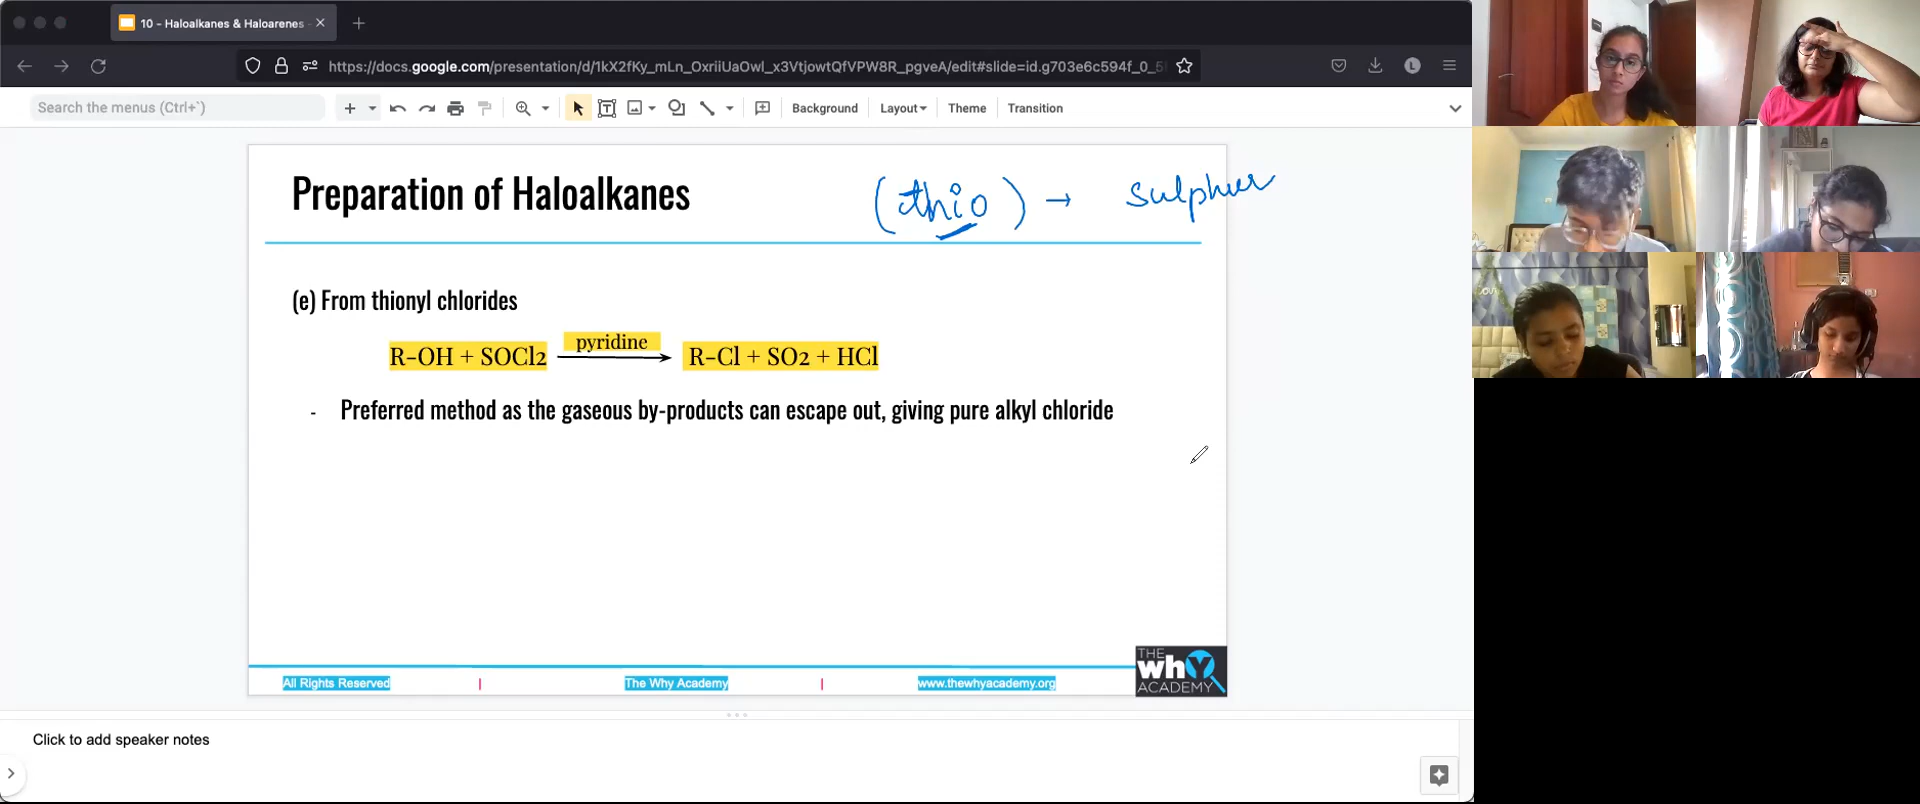 10 - Haloalkanes & Haloarenes -
https://docs.google.com/presentation/d/1kX2fKy_mLn_OxriiUaOwl_x3VtjowtQfVPW8R_pgveA/edit#slide=id.g703e6c594f_0_5
L
Search the menus (Ctrl+`)
Background Layout Theme Transition
Preparation of Haloalkanes
(thio) → sulphur
(e) From thionyl chlorides
pyridine
R-OH + SOCl2 → R-Cl + SO2 + HCl
- Preferred method as the gaseous by-products can escape out, giving pure alkyl chloride
THE
whY
ACADEMY
All Rights Reserved | The Why Academy | www.thewhyacademy.org
Click to add speaker notes